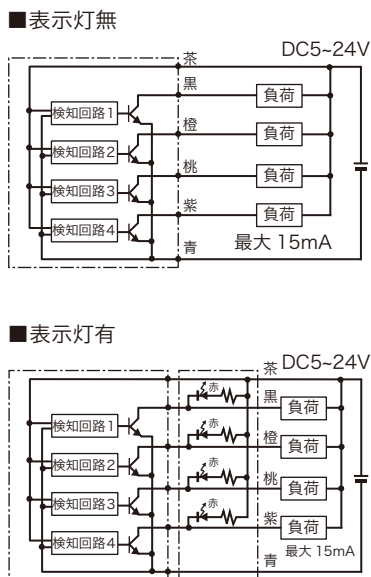 ■表示灯無
DC5~24V
茶
黒
検知回路1
負荷
橙
検知回路2
負荷
桃
検知回路3
負荷
紫
検知回路4
負荷
青
最大 15mA
■表示灯有
茶
DC5~24V
赤
黒
検知回路1
負荷
赤
橙
検知回路2
負荷
赤
桃
検知回路3
負荷
赤
紫
検知回路4
負荷
青
最大 15mA